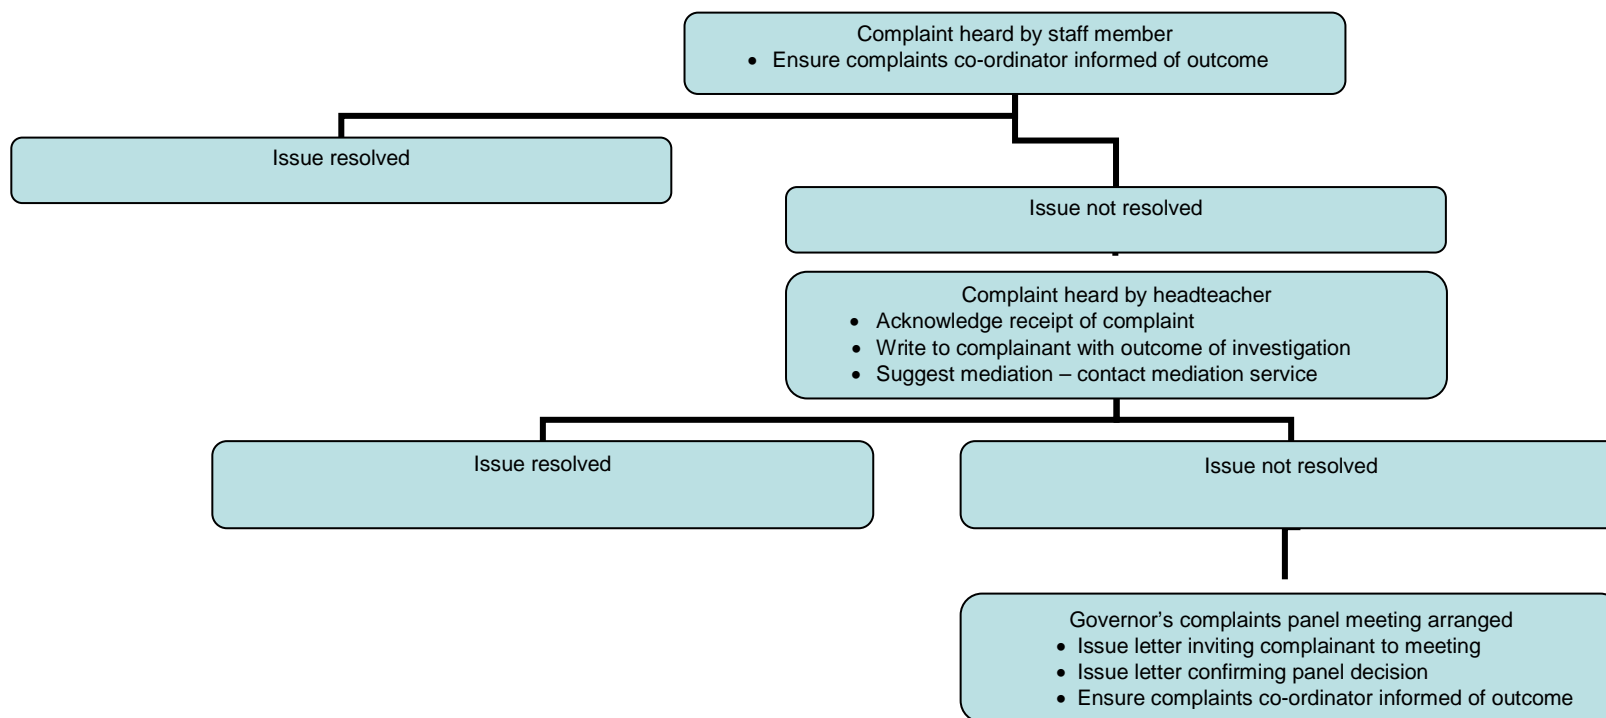 Complaint heard by staff member
• Ensure complaints co-ordinator informed of outcome
Issue resolved
Issue not resolved
Complaint heard by headteacher
• Acknowledge receipt of complaint
• Write to complainant with outcome of investigation
• Suggest mediation – contact mediation service
Issue resolved
Issue not resolved
Governor’s complaints panel meeting arranged
• Issue letter inviting complainant to meeting
• Issue letter confirming panel decision
• Ensure complaints co-ordinator informed of outcome